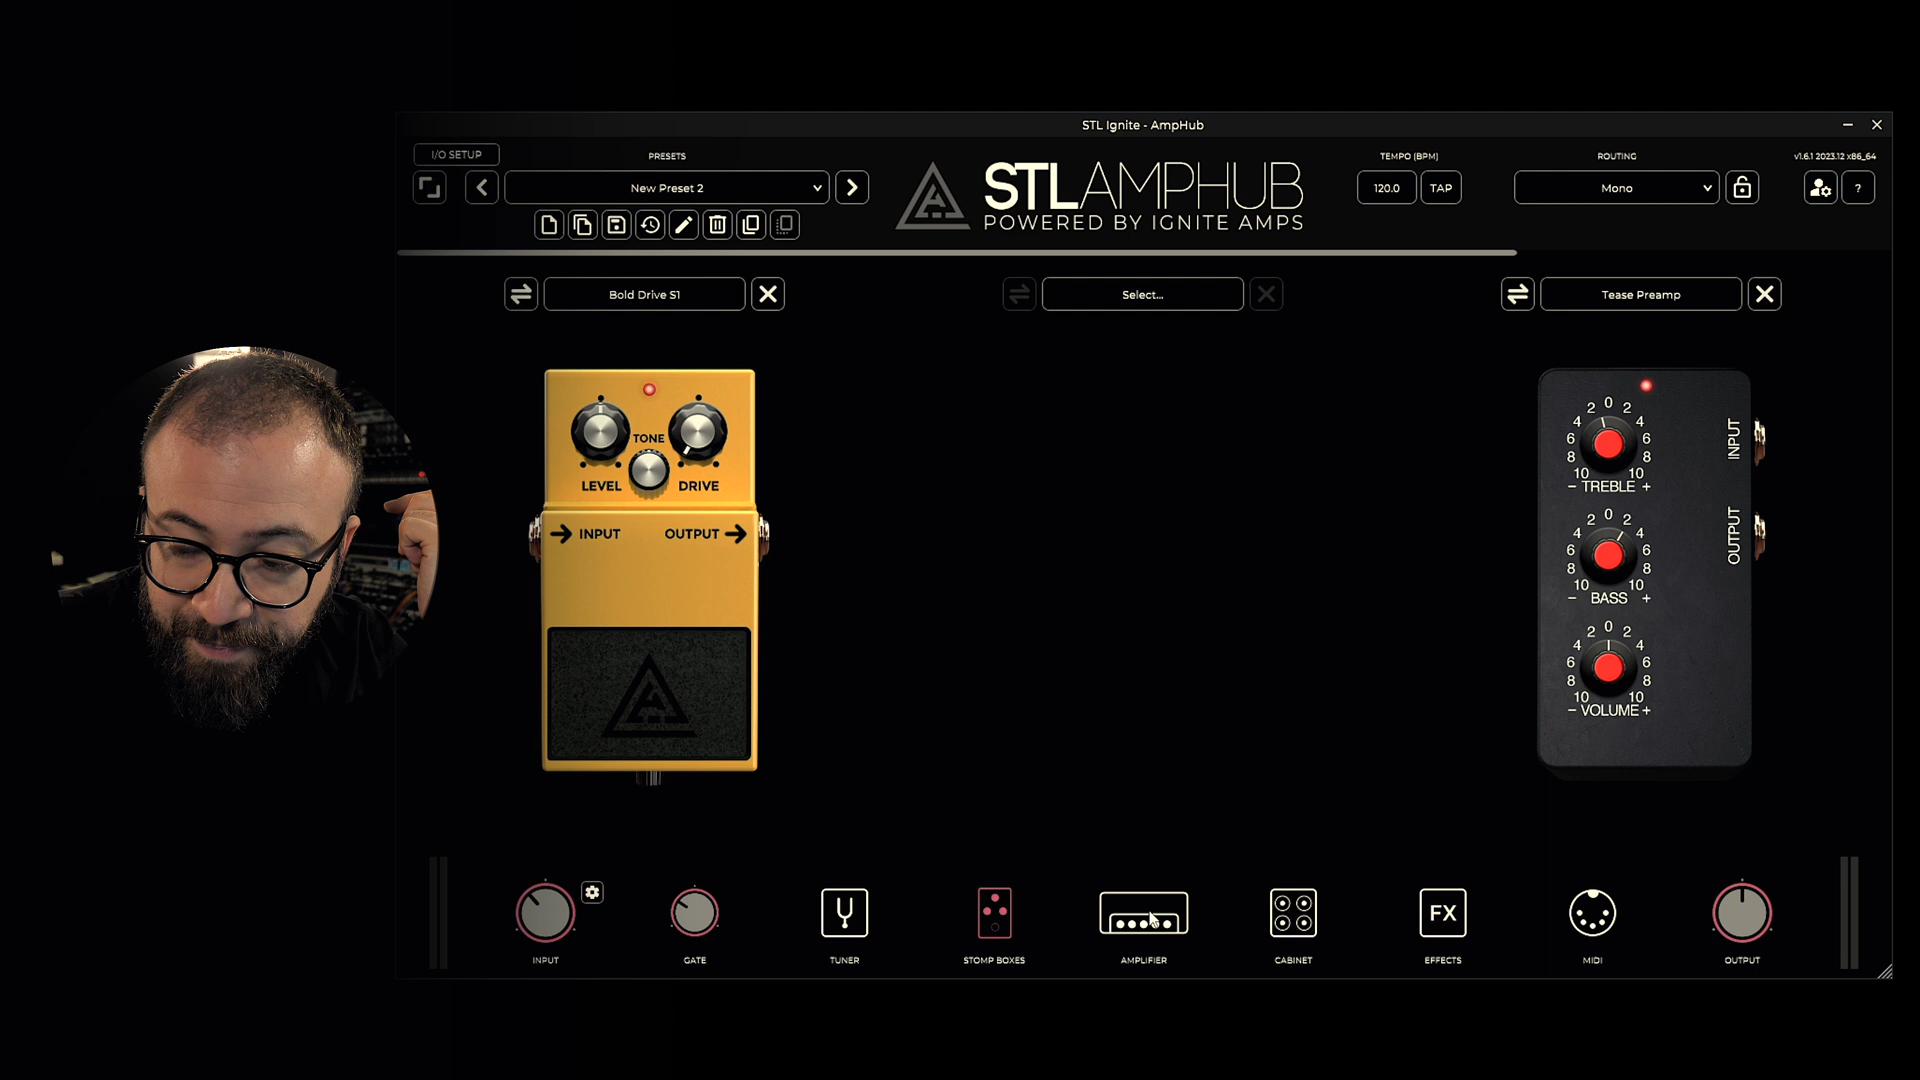 STL Ignite - AmpHub
I/O SETUP
PRESETS
New Preset 2
STLAMPHUB
POWERED BY IGNITE AMPS
TEMPO (BPM)
120.0
TAP
ROUTING
Mono
v1.6.1 2023.12 x86_64
?
Bold Drive S1
Select...
Tease Preamp
TONE
LEVEL
DRIVE
INPUT
OUTPUT
0
2 2
4 4
6 6
8 8
10 10
- TREBLE +
0
2 2
4 4
6 6
8 8
10 10
- BASS +
0
2 2
4 4
6 6
8 8
10 10
- VOLUME +
INPUT
OUTPUT
FX
INPUT
GATE
TUNER
STOMP BOXES
AMPLIFIER
CABINET
EFFECTS
MIDI
OUTPUT